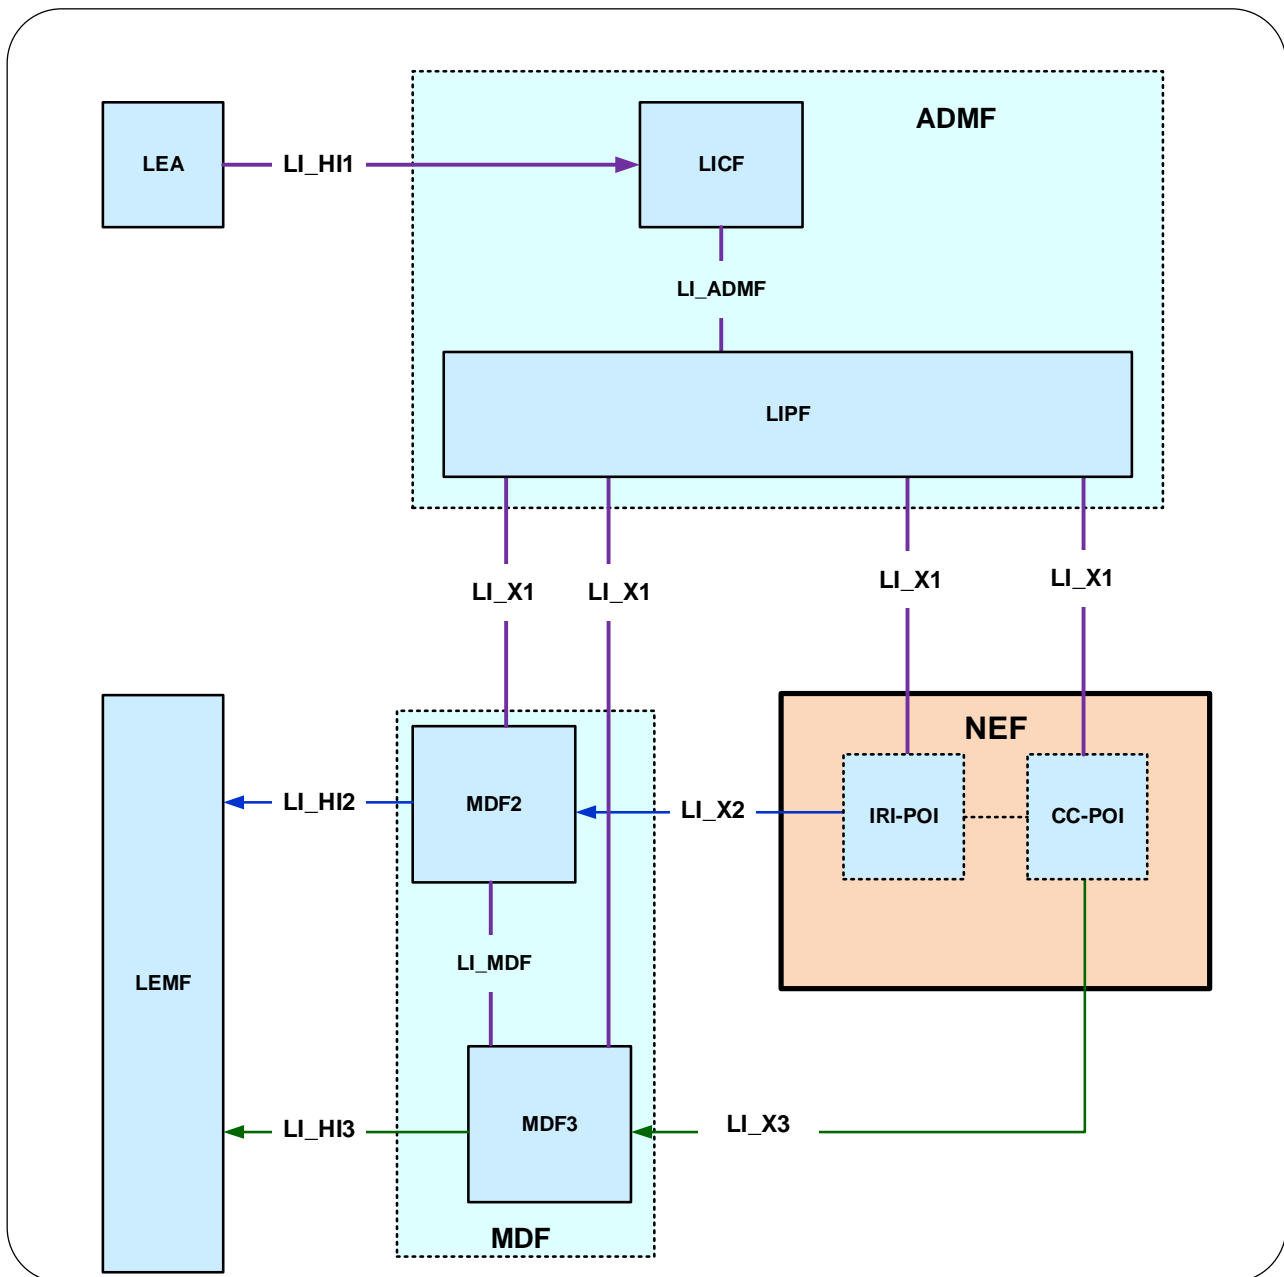 ADMF
LEA
LI_HI1
LICF
LI_ADMF
LIPF
LI_X1
LI_X1
LI_X1
LI_X1
NEF
MDF2
LI_HI2
LI_X2
IRI-POI
CC-POI
LI_MDF
LEMF
MDF3
LI_HI3
LI_X3
MDF